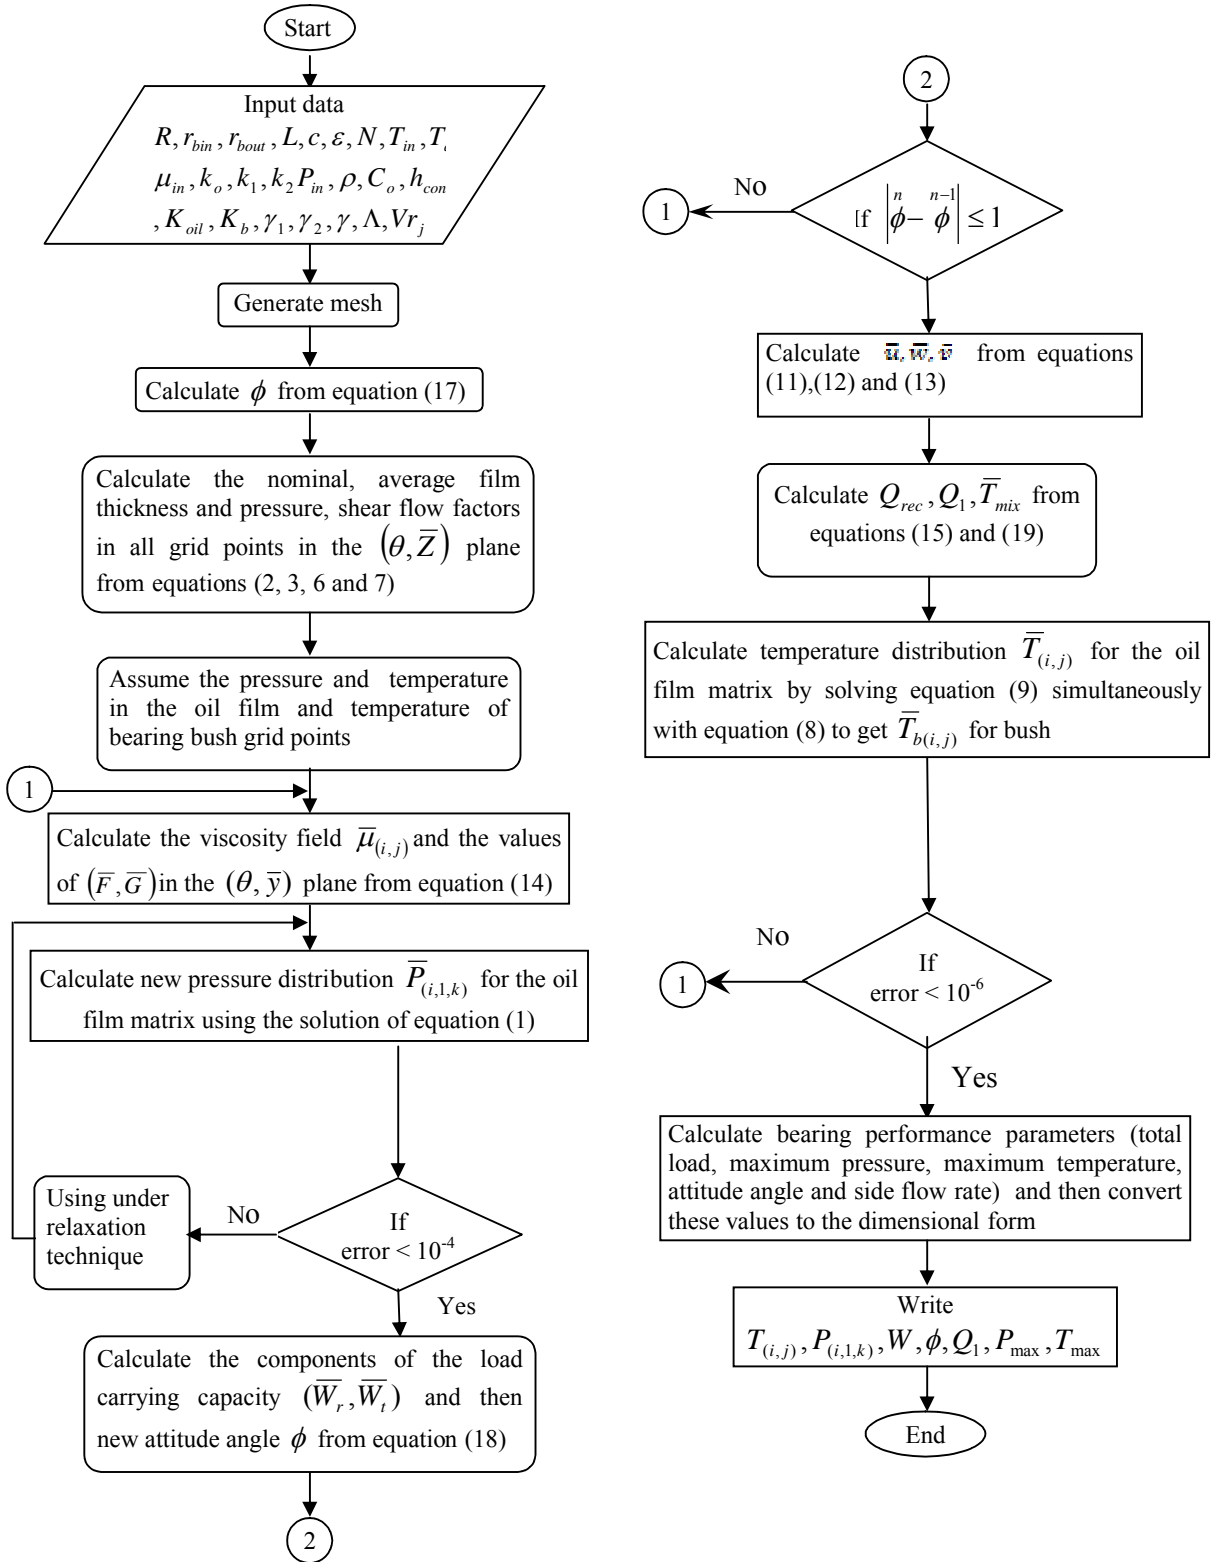 Start
Input data
R, r_bin, r_bout, L, c, ε, N, T_in, T
μ_in, k_o, k_1, k_2 P_in, ρ, C_o, h_con
, K_oil, K_b, γ_1, γ_2, γ, Λ, Vr_j
Generate mesh
Calculate ϕ from equation (17)
Calculate the nominal, average film
thickness and pressure, shear flow factors
in all grid points in the (θ, Z̅) plane
from equations (2, 3, 6 and 7)
Assume the pressure and temperature
in the oil film and temperature of
bearing bush grid points
1
Calculate the viscosity field μ̅_(i,j) and the values
of (F̅, G̅) in the (θ, y̅) plane from equation (14)
Calculate new pressure distribution P̅_(i,1,k) for the oil
film matrix using the solution of equation (1)
Using under
relaxation
technique
No
If
error < 10^-4
Yes
Calculate the components of the load
carrying capacity (W̅_r, W̅_t) and then
new attitude angle ϕ from equation (18)
2
2
1
No
If |ϕ^n − ϕ^n−1| ≤ 1
Calculate u̅, w̅, v̅ from equations
(11),(12) and (13)
Calculate Q_rec, Q_1, T̅_mix from
equations (15) and (19)
Calculate temperature distribution T̅_(i,j) for the oil
film matrix by solving equation (9) simultaneously
with equation (8) to get T̅_b(i,j) for bush
No
1
If
error < 10^-6
Yes
Calculate bearing performance parameters (total
load, maximum pressure, maximum temperature,
attitude angle and side flow rate) and then convert
these values to the dimensional form
Write
T_(i,j), P_(i,1,k), W, ϕ, Q_1, P_max, T_max
End